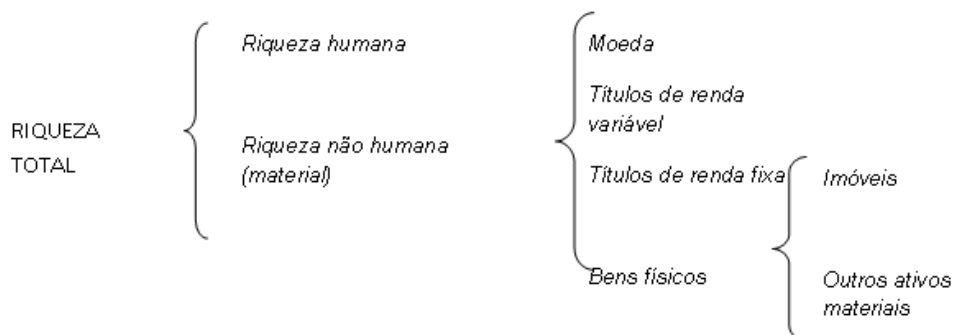 RIQUEZA
TOTAL
Riqueza humana
Riqueza não humana
(material)
Moeda
Títulos de renda
variável
Títulos de renda fixa
Bens físicos
Imóveis
Outros ativos
materiais